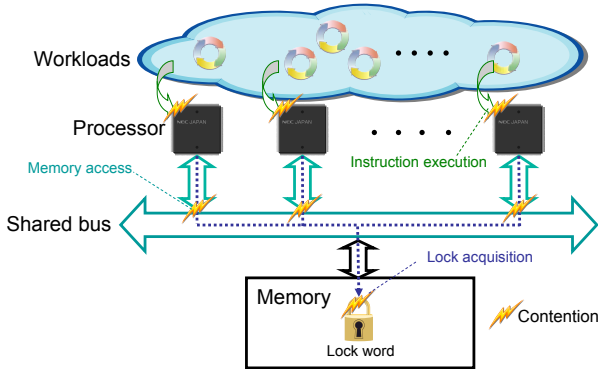 Workloads
Processor
NEC JAPAN
NEC JAPAN
NEC JAPAN
Instruction execution
Memory access
Shared bus
Lock acquisition
Memory
Contention
Lock word